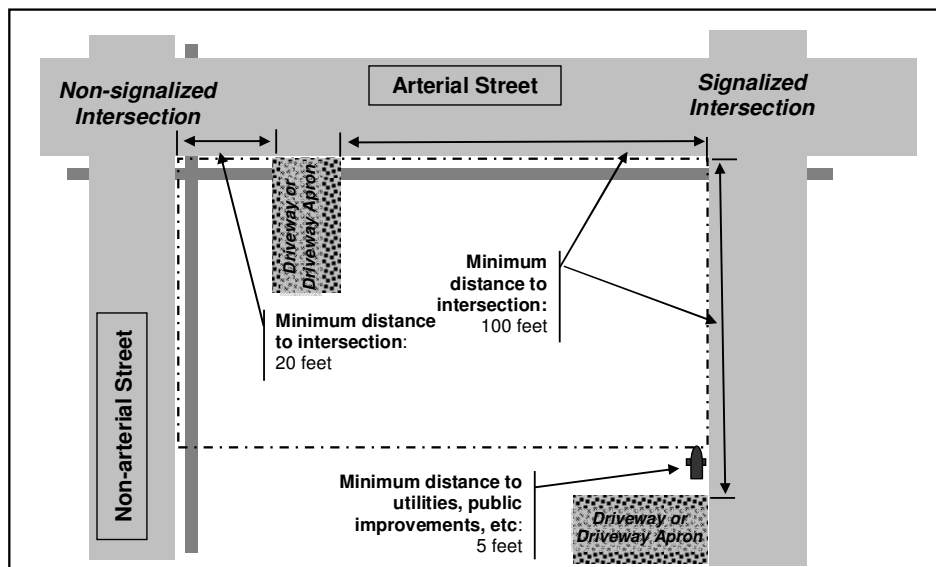 Non-signalized
Intersection
Arterial Street
Signalized
Intersection
Driveway or
Driveway Apron
Minimum
distance to
intersection:
100 feet
Minimum distance
to intersection:
20 feet
Non-arterial Street
Minimum distance to
utilities, public
improvements, etc:
5 feet
Driveway or
Driveway Apron